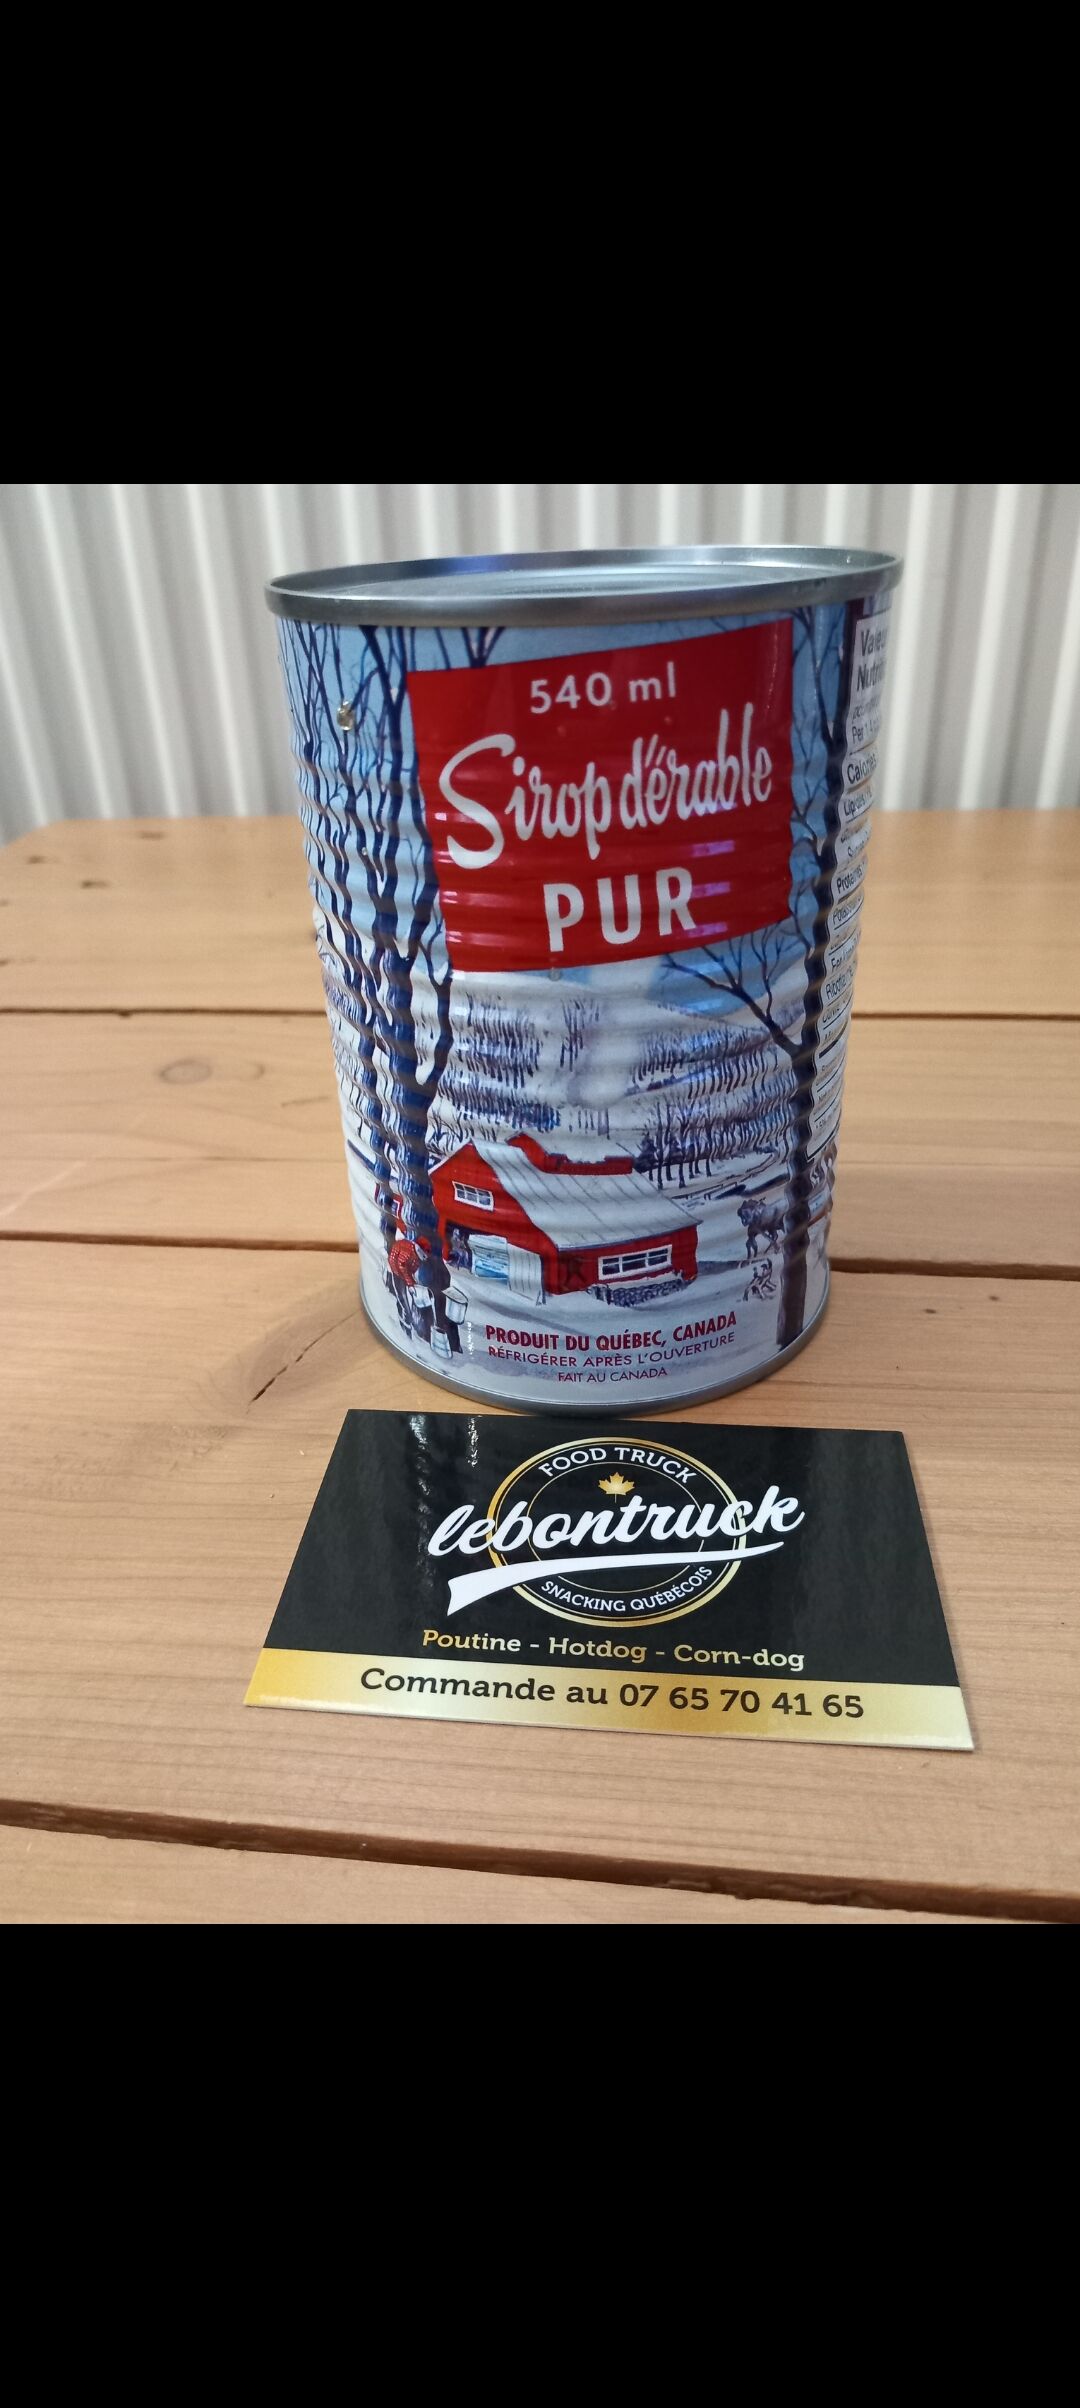 540 ml
Sirop d'érable
PUR
Calories
PRODUIT DU QUÉBEC, CANADA
RÉFRIGÉRER APRÈS L'OUVERTURE
FAIT AU CANADA
FOOD TRUCK
lebontruck
SNACKING QUÉBÉCOIS
Poutine - Hotdog - Corn-dog
Commande au 07 65 70 41 65